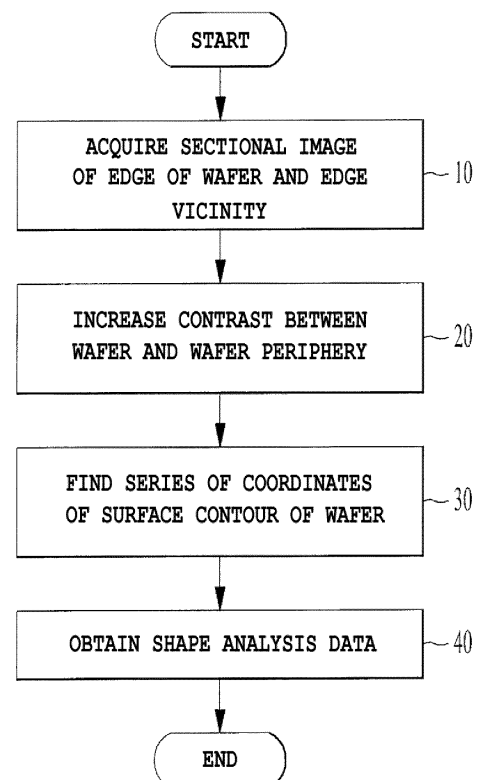 START
ACQUIRE SECTIONAL IMAGE
OF EDGE OF WAFER AND EDGE
VICINITY
10
INCREASE CONTRAST BETWEEN
WAFER AND WAFER PERIPHERY
20
FIND SERIES OF COORDINATES
OF SURFACE CONTOUR OF WAFER
30
OBTAIN SHAPE ANALYSIS DATA
40
END